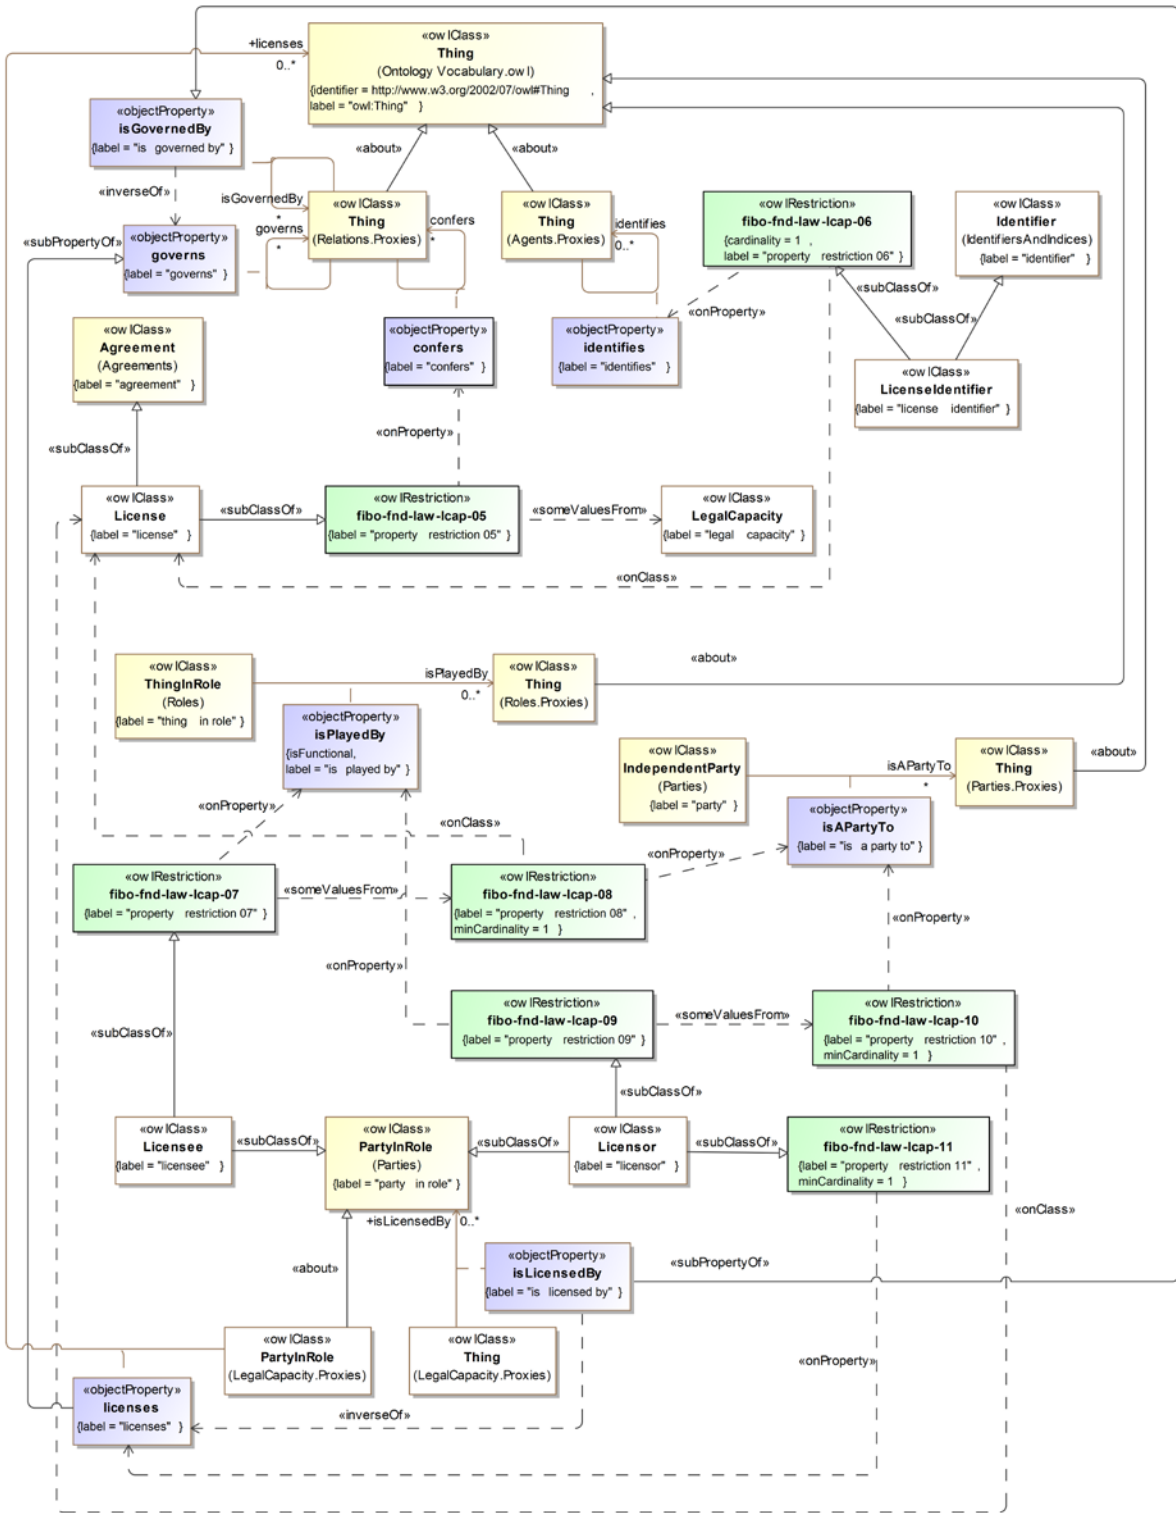 +licenses
0..*
«owlClass»
Thing
(Ontology Vocabulary.owl)
{identifier = http://www.w3.org/2002/07/owl#Thing ,
label = "owl:Thing" }
«objectProperty»
isGovernedBy
{label = "is governed by" }
«about»
«about»
«inverseOf»
isGovernedBy
*
governs
*
«owlClass»
Thing
(Relations.Proxies)
confers
*
«owlClass»
Thing
(Agents.Proxies)
identifies
0..*
«owlRestriction»
fibo-fnd-law-lcap-06
{cardinality = 1 ,
label = "property restriction 06" }
«owlClass»
Identifier
(IdentifiersAndIndices)
{label = "identifier" }
«subPropertyOf»
«objectProperty»
governs
{label = "governs" }
«subClassOf»
«subClassOf»
«onProperty»
«owlClass»
Agreement
(Agreements)
{label = "agreement" }
«objectProperty»
confers
{label = "confers" }
«objectProperty»
identifies
{label = "identifies" }
«owlClass»
LicenseIdentifier
{label = "license identifier" }
«subClassOf»
«onProperty»
«owlClass»
License
{label = "license" }
«subClassOf»
«owlRestriction»
fibo-fnd-law-lcap-05
{label = "property restriction 05" }
«someValuesFrom»
«owlClass»
LegalCapacity
{label = "legal capacity" }
«onClass»
«owlClass»
ThingInRole
(Roles)
{label = "thing in role" }
isPlayedBy
0..*
«owlClass»
Thing
(Roles.Proxies)
«about»
«objectProperty»
isPlayedBy
{isFunctional,
label = "is played by" }
«owlClass»
IndependentParty
(Parties)
{label = "party" }
isAPartyTo
*
«owlClass»
Thing
(Parties.Proxies)
«about»
«onProperty»
«onClass»
«objectProperty»
isAPartyTo
{label = "is a party to" }
«onProperty»
«owlRestriction»
fibo-fnd-law-lcap-07
{label = "property restriction 07" }
«someValuesFrom»
«owlRestriction»
fibo-fnd-law-lcap-08
{label = "property restriction 08" ,
minCardinality = 1 }
«onProperty»
«onProperty»
«subClassOf»
«owlRestriction»
fibo-fnd-law-lcap-09
{label = "property restriction 09" }
«someValuesFrom»
«owlRestriction»
fibo-fnd-law-lcap-10
{label = "property restriction 10" ,
minCardinality = 1 }
«subClassOf»
«owlClass»
Licensee
{label = "licensee" }
«subClassOf»
«owlClass»
PartyInRole
(Parties)
{label = "party in role" }
«subClassOf»
«owlClass»
Licensor
{label = "licensor" }
«subClassOf»
«owlRestriction»
fibo-fnd-law-lcap-11
{label = "property restriction 11" ,
minCardinality = 1 }
«onClass»
+isLicensedBy
0..*
«about»
«objectProperty»
isLicensedBy
{label = "is licensed by" }
«subPropertyOf»
«owlClass»
PartyInRole
(LegalCapacity.Proxies)
«owlClass»
Thing
(LegalCapacity.Proxies)
«onProperty»
«objectProperty»
licenses
{label = "licenses" }
«inverseOf»